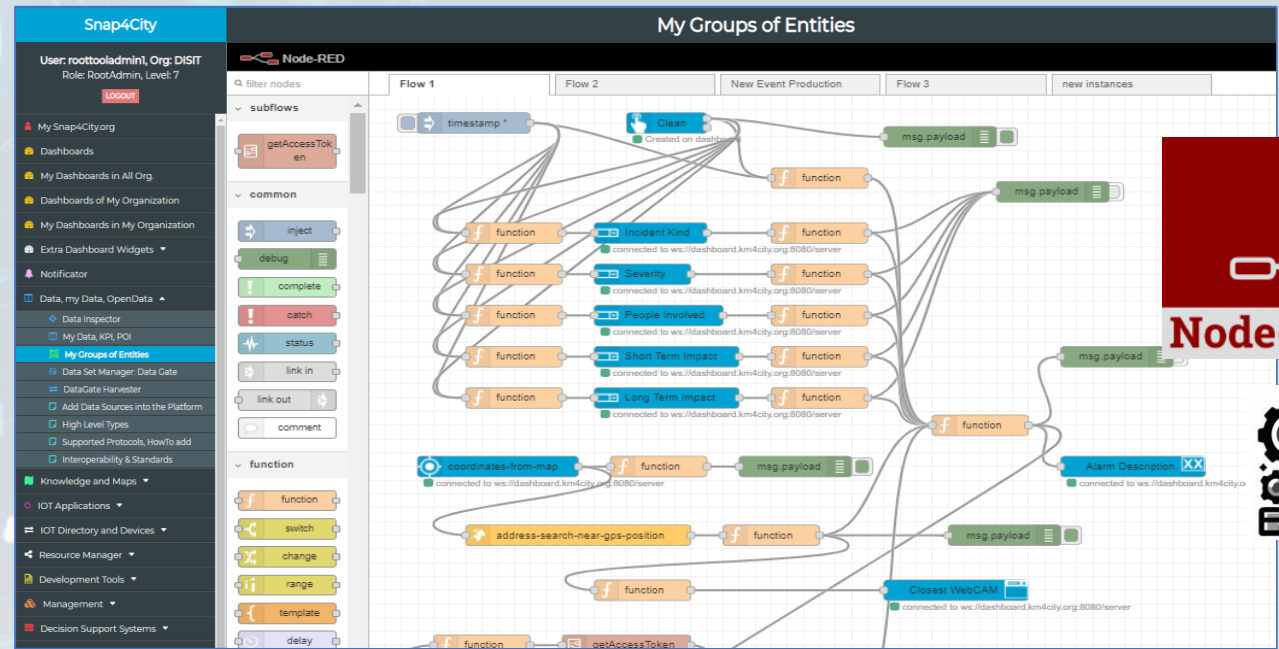 Snap4City
My Groups of Entities
User: roottooladmin1, Org: DISIT
Role: RootAdmin, Level: 7
LOGOUT
My Snap4City.org
Dashboards
My Dashboards in All Org.
Dashboards of My Organization
My Dashboards in My Organization
Extra Dashboard Widgets
Notificator
Data, my Data, OpenData
Data Inspector
My Data, KPI, POI
My Groups of Entities
Data Set Manager: Data Gate
DataGate Harvester
Add Data Sources into the Platform
High Level Types
Supported Protocols, HowTo add
Interoperability & Standards
Knowledge and Maps
IOT Applications
IOT Directory and Devices
Resource Manager
Development Tools
Management
Decision Support Systems
Node-RED
filter nodes
subflows
getAccessTok
en
common
inject
debug
complete
catch
status
link in
link out
comment
function
function
switch
change
range
template
delay
Flow 1
Flow 2
New Event Production
Flow 3
new instances
timestamp *
Clean
Created on dashboard
msg.payload
function
msg.payload
function
Incident Kind
function
connected to ws://dashboard.km4city.org:8080/server
function
Severity
function
connected to ws://dashboard.km4city.org:8080/server
function
People Involved
function
connected to ws://dashboard.km4city.org:8080/server
function
Short Term Impact
function
connected to ws://dashboard.km4city.org:8080/server
msg.payload
function
Long Term Impact
function
connected to ws://dashboard.km4city.org:8080/server
function
coordinates-from-map
function
msg.payload
Alarm Description
XX
connected to ws://dashboard.km4city.org:8080/server
connected to ws://dashboard.km4city.o
address-search-near-gps-position
function
msg.payload
function
Closest WebCAM
connected to ws://dashboard.km4city.org:8080/server
function
getAccessToken
Node